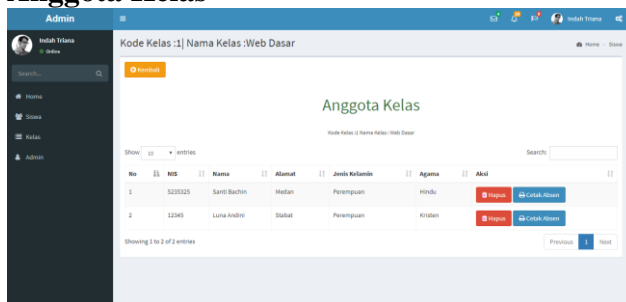 Anggota Kelas
Admin
Indah Triana
Indah Triana
Online
Kode Kelas :1| Nama Kelas :Web Dasar
Home
Siswa
Search...
Kembali
Home
Siswa
Kelas
Admin
Anggota Kelas
Kode Kelas :1| Nama Kelas : Web Dasar
Show 10 entries
Search:
No NIS Nama Alamat Jenis Kelamin Agama Aksi
1 5235325 Santi Bachin Medan Perempuan Hindu Hapus Cetak Absen
2 12345 Luna Andini Stabat Perempuan Kristen Hapus Cetak Absen
Showing 1 to 2 of 2 entries
Previous 1 Next